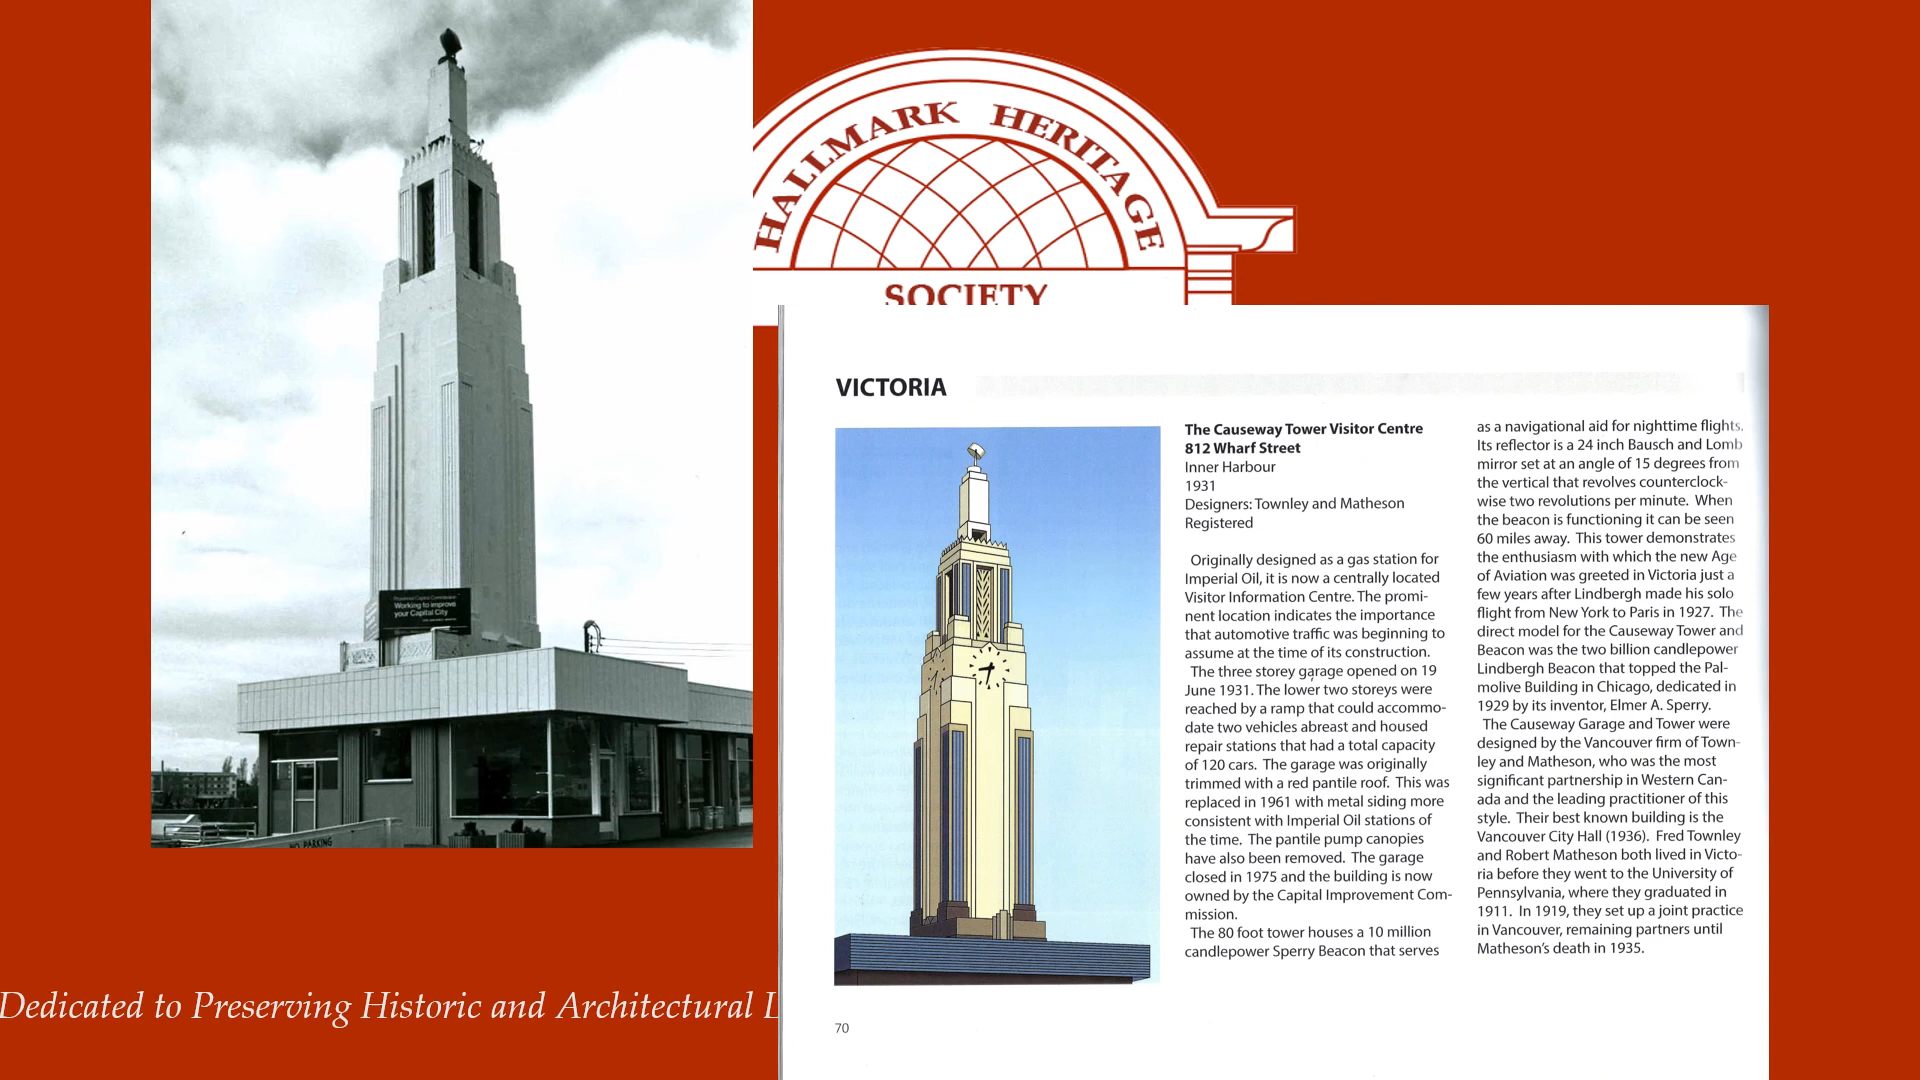 HALLMARK HERITAGE
SOCIETY
Working to improve
your Capital City
NO PARKING
Dedicated to Preserving Historic and Architectural
VICTORIA
The Causeway Tower Visitor Centre
812 Wharf Street
Inner Harbour
1931
Designers: Townley and Matheson
Registered
Originally designed as a gas station for
Imperial Oil, it is now a centrally located
Visitor Information Centre. The promi-
nent location indicates the importance
that automotive traffic was beginning to
assume at the time of its construction.
The three storey garage opened on 19
June 1931. The lower two storeys were
reached by a ramp that could accommo-
date two vehicles abreast and housed
repair stations that had a total capacity
of 120 cars. The garage was originally
trimmed with a red pantile roof. This was
replaced in 1961 with metal siding more
consistent with Imperial Oil stations of
the time. The pantile pump canopies
have also been removed. The garage
closed in 1975 and the building is now
owned by the Capital Improvement Com-
mission.
The 80 foot tower houses a 10 million
candlepower Sperry Beacon that serves
as a navigational aid for nighttime flights.
Its reflector is a 24 inch Bausch and Lomb
mirror set at an angle of 15 degrees from
the vertical that revolves counterclock-
wise two revolutions per minute. When
the beacon is functioning it can be seen
60 miles away. This tower demonstrates
the enthusiasm with which the new Age
of Aviation was greeted in Victoria just a
few years after Lindbergh made his solo
flight from New York to Paris in 1927. The
direct model for the Causeway Tower and
Beacon was the two billion candlepower
Lindbergh Beacon that topped the Pal-
molive Building in Chicago, dedicated in
1929 by its inventor, Elmer A. Sperry.
The Causeway Garage and Tower were
designed by the Vancouver firm of Town-
ley and Matheson, who was the most
significant partnership in Western Can-
ada and the leading practitioner of this
style. Their best known building is the
Vancouver City Hall (1936). Fred Townley
and Robert Matheson both lived in Victo-
ria before they went to the University of
Pennsylvania, where they graduated in
1911. In 1919, they set up a joint practice
in Vancouver, remaining partners until
Matheson's death in 1935.
70